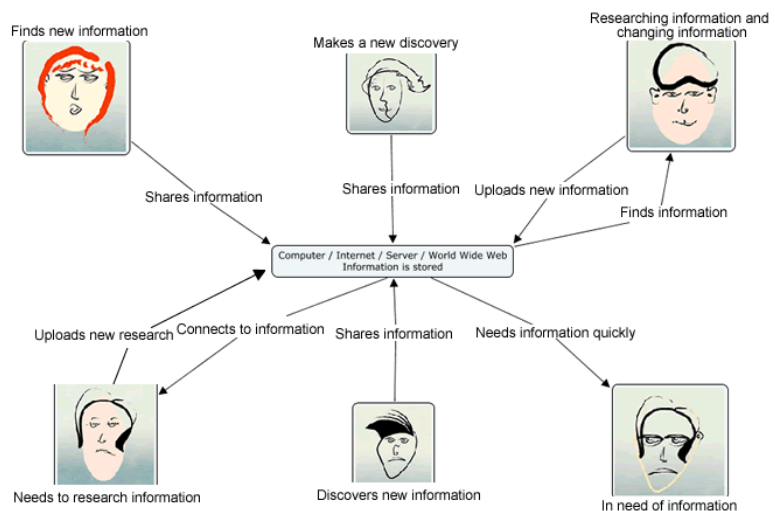 Finds new information
Makes a new discovery
Researching information and
changing information
Shares information
Shares information
Uploads new information
Finds information
Computer / Internet / Server / World Wide Web
Information is stored
Uploads new research
Connects to information
Shares information
Needs information quickly
Needs to research information
Discovers new information
In need of information